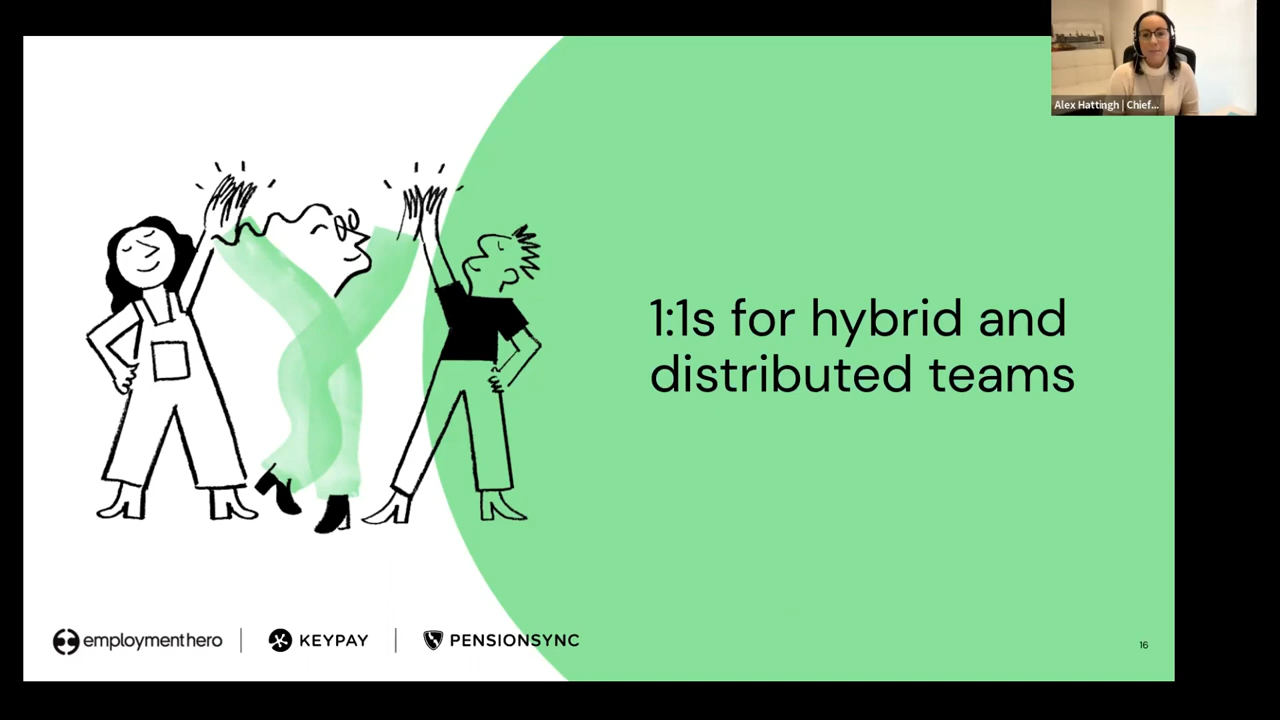 Alex Hattingh | Chief...
1:1s for hybrid and
distributed teams
employmenthero | KEYPAY | PENSIONSYNC
16